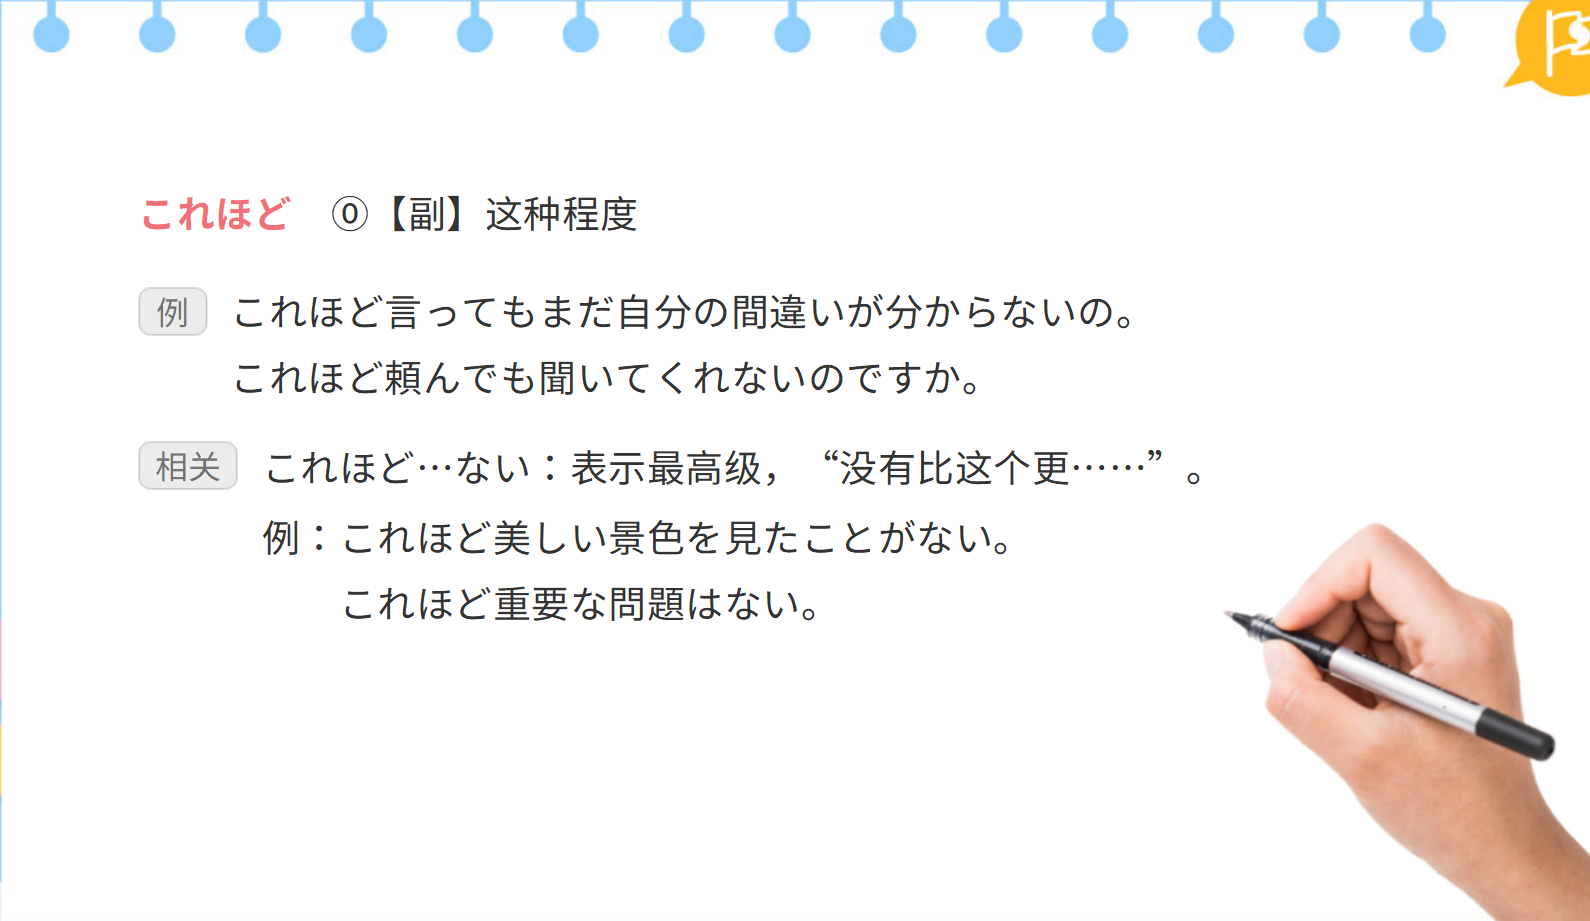 これほど ⓪【副】这种程度
例 これほど言ってもまだ自分の間違いが分からないの。
これほど頼んでも聞いてくれないのですか。
相关 これほど…ない：表示最高级，“没有比这个更……”。
例：これほど美しい景色を見たことがない。
これほど重要な問題はない。